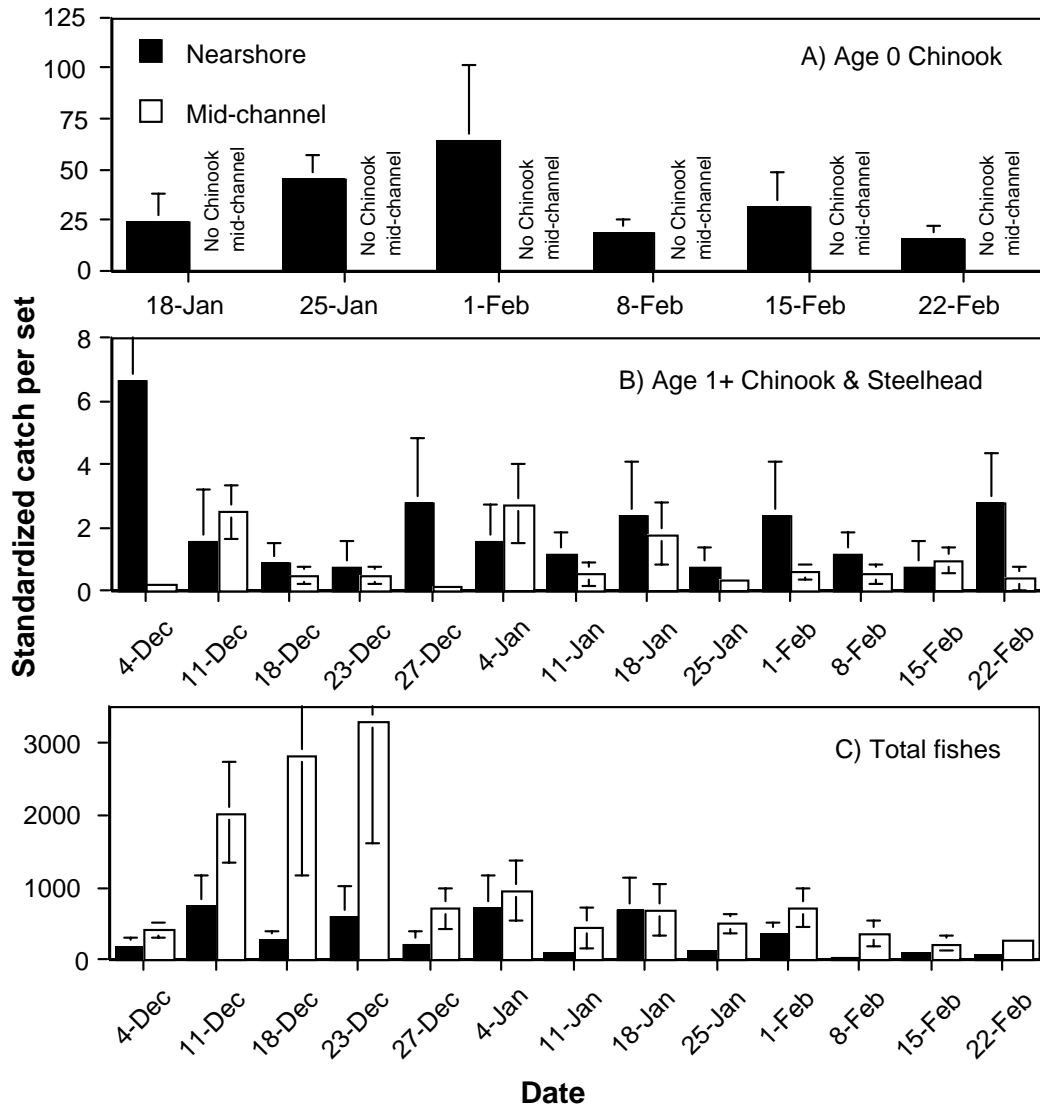 Standardized catch per set
125
100
75
50
25
0
Nearshore
Mid-channel
A) Age 0 Chinook
No Chinook
mid-channel
No Chinook
mid-channel
No Chinook
mid-channel
No Chinook
mid-channel
No Chinook
mid-channel
No Chinook
mid-channel
18-Jan
25-Jan
1-Feb
8-Feb
15-Feb
22-Feb
8
6
4
2
0
B) Age 1+ Chinook & Steelhead
4-Dec
11-Dec
18-Dec
23-Dec
27-Dec
4-Jan
11-Jan
18-Jan
25-Jan
1-Feb
8-Feb
15-Feb
22-Feb
3000
2000
1000
0
C) Total fishes
4-Dec
11-Dec
18-Dec
23-Dec
27-Dec
4-Jan
11-Jan
18-Jan
25-Jan
1-Feb
8-Feb
15-Feb
22-Feb
Date